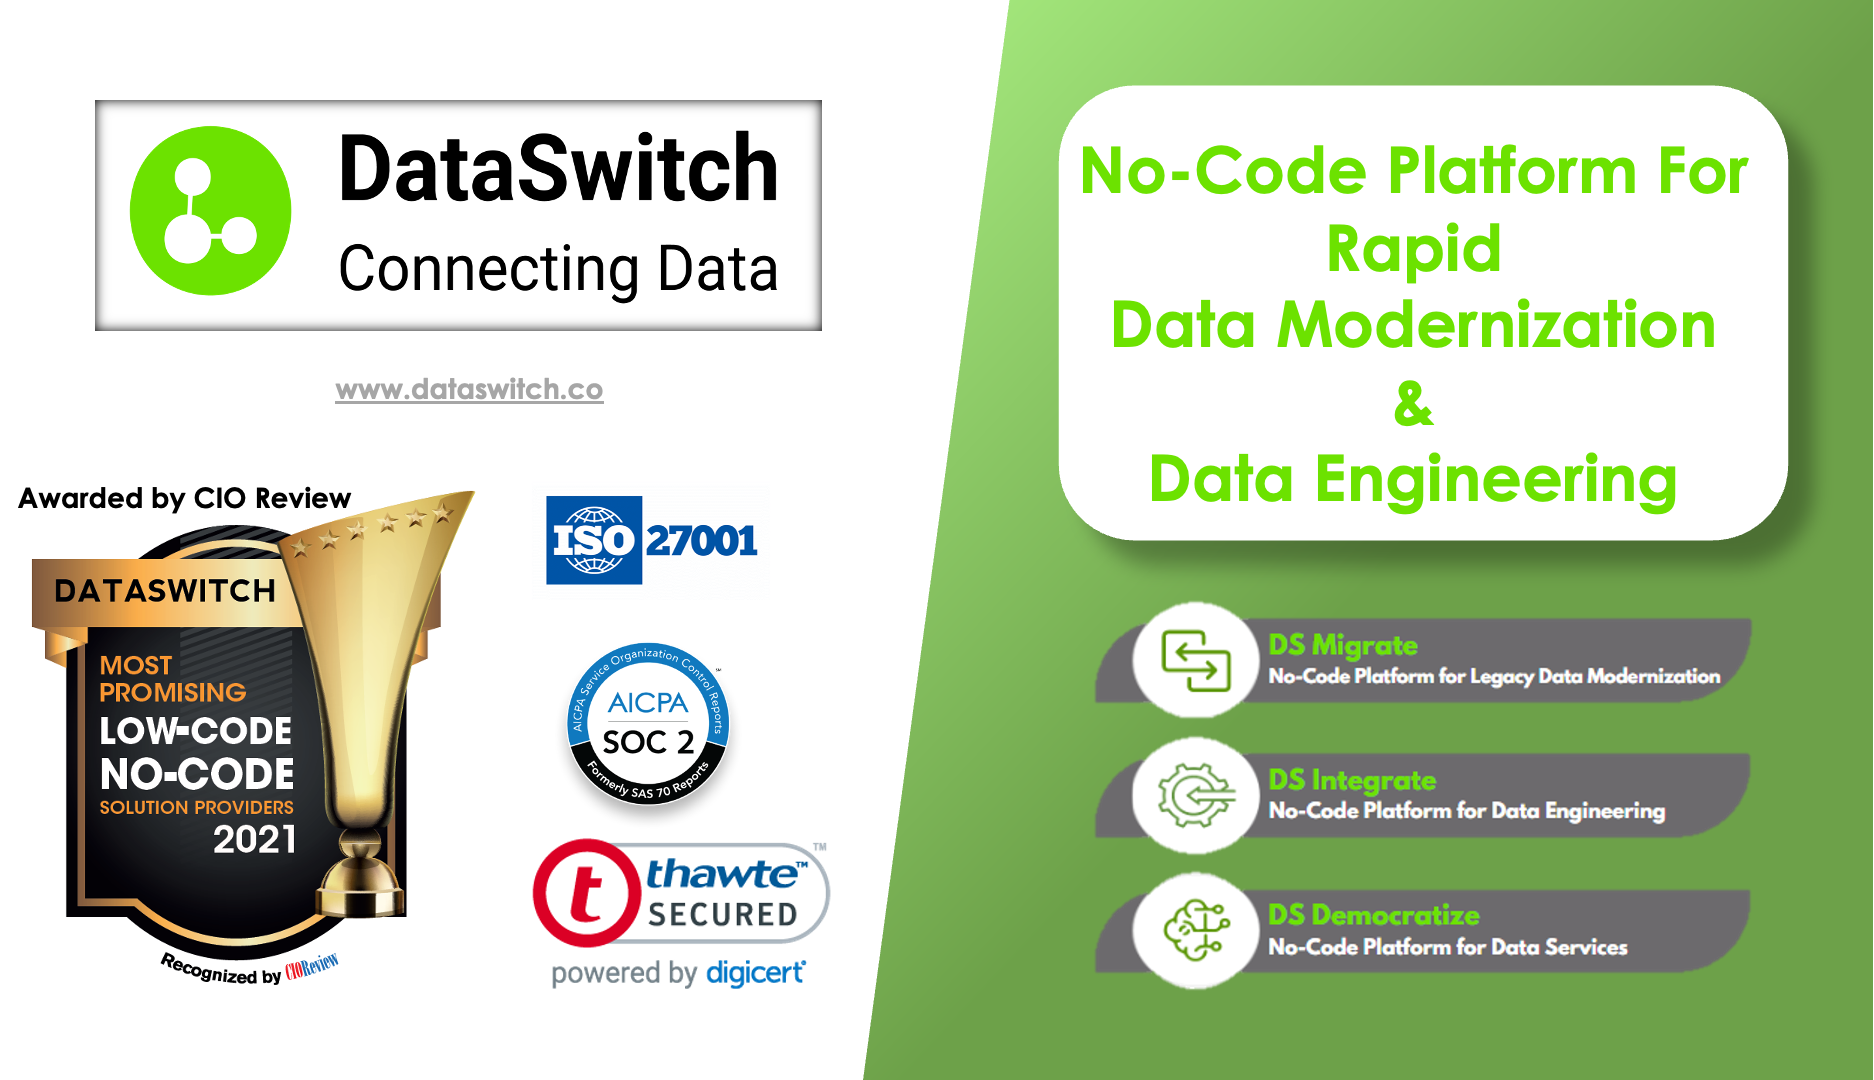 DataSwitch
Connecting Data
www.dataswitch.co
Awarded by CIO Review
DATASWITCH
MOST
PROMISING
LOW-CODE
NO-CODE
SOLUTION PROVIDERS
2021
Recognized by CIOReview
ISO 27001
AICPA Service Organization Control Reports
SM
AICPA
SOC 2
Formerly SAS 70 Reports
t thawte™
SECURED
TM
powered by digicert®
No-Code Platform For
Rapid
Data Modernization
&
Data Engineering
DS Migrate
No-Code Platform for Legacy Data Modernization
DS Integrate
No-Code Platform for Data Engineering
DS Democratize
No-Code Platform for Data Services